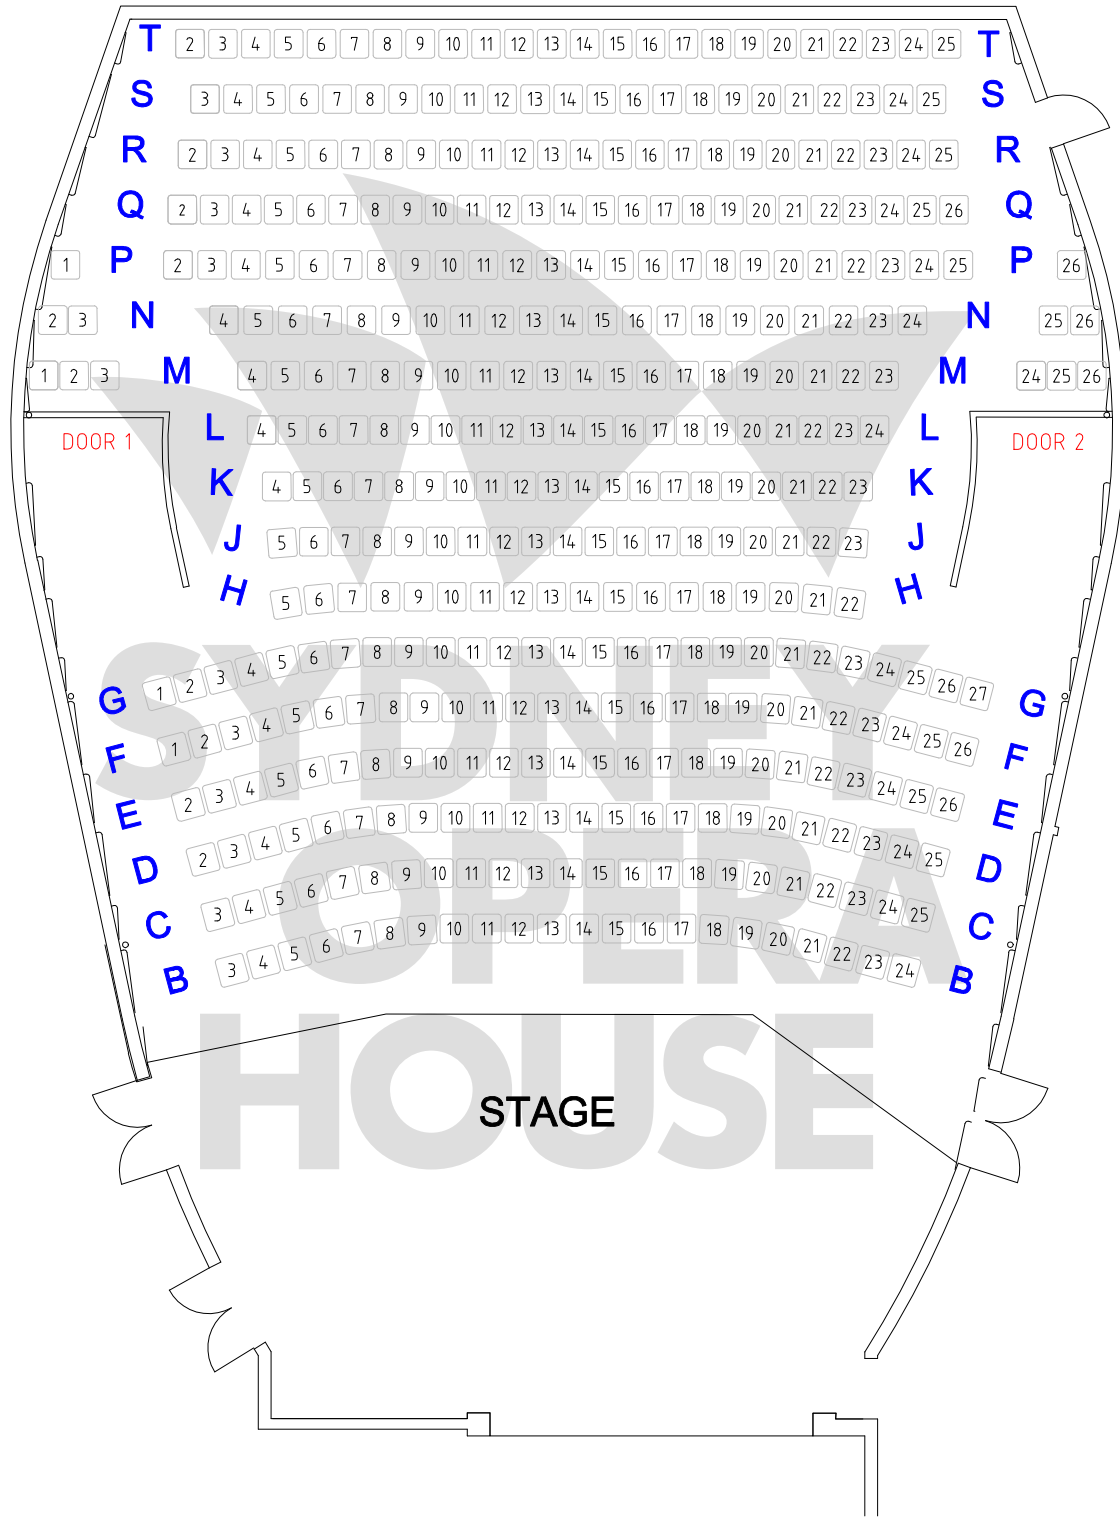 T 2 3 4 5 6 7 8 9 10 11 12 13 14 15 16 17 18 19 20 21 22 23 24 25 T
S 3 4 5 6 7 8 9 10 11 12 13 14 15 16 17 18 19 20 21 22 23 24 25 S
R 2 3 4 5 6 7 8 9 10 11 12 13 14 15 16 17 18 19 20 21 22 23 24 25 R
Q 2 3 4 5 6 7 8 9 10 11 12 13 14 15 16 17 18 19 20 21 22 23 24 25 26 Q
1 P 2 3 4 5 6 7 8 9 10 11 12 13 14 15 16 17 18 19 20 21 22 23 24 25 P 26
2 3 N 4 5 6 7 8 9 10 11 12 13 14 15 16 17 18 19 20 21 22 23 24 N 25 26
1 2 3 M 4 5 6 7 8 9 10 11 12 13 14 15 16 17 18 19 20 21 22 23 M 24 25 26
L 4 5 6 7 8 9 10 11 12 13 14 15 16 17 18 19 20 21 22 23 24 L
DOOR 1 DOOR 2
K 4 5 6 7 8 9 10 11 12 13 14 15 16 17 18 19 20 21 22 23 K
J 5 6 7 8 9 10 11 12 13 14 15 16 17 18 19 20 21 22 23 J
H 5 6 7 8 9 10 11 12 13 14 15 16 17 18 19 20 21 22 H
G 1 2 3 4 5 6 7 8 9 10 11 12 13 14 15 16 17 18 19 20 21 22 23 24 25 26 27 G
F 1 2 3 4 5 6 7 8 9 10 11 12 13 14 15 16 17 18 19 20 21 22 23 24 25 26 F
E 2 3 4 5 6 7 8 9 10 11 12 13 14 15 16 17 18 19 20 21 22 23 24 25 26 E
D 2 3 4 5 6 7 8 9 10 11 12 13 14 15 16 17 18 19 20 21 22 23 24 25 D
C 3 4 5 6 7 8 9 10 11 12 13 14 15 16 17 18 19 20 21 22 23 24 25 C
B 3 4 5 6 7 8 9 10 11 12 13 14 15 16 17 18 19 20 21 22 23 24 B
STAGE
SYDNEY
OPERA
HOUSE